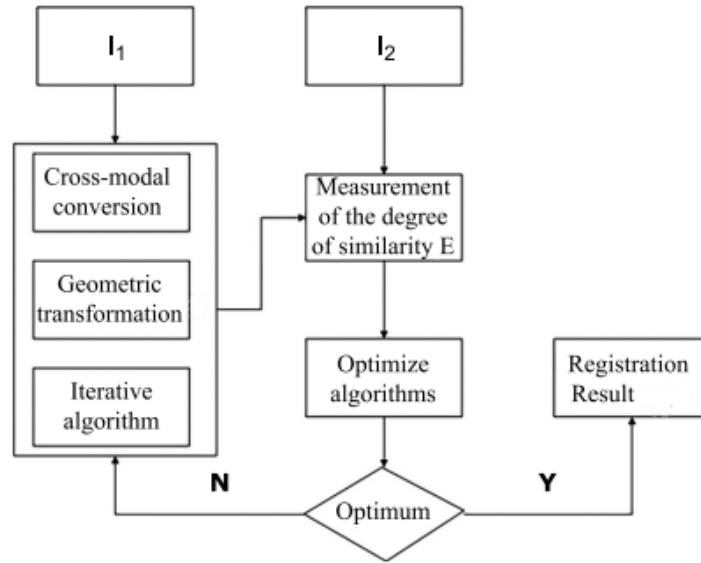 I₁
I₂
Cross-modal
conversion
Geometric
transformation
Iterative
algorithm
Measurement
of the degree
of similarity E
Optimize
algorithms
Registration
Result
N
Optimum
Y